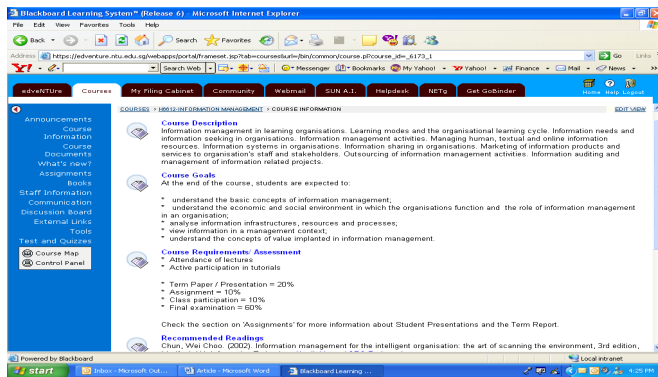 Blackboard Learning System™ (Release 6) - Microsoft Internet Explorer
File Edit View Favorites Tools Help
Back Search Favorites
Address https://edventure.ntu.edu.sg/webapps/portal/frameset.jsp?tab=courses&url=/bin/common/course.pl?course_id=_6173_1 Go Links
Y! Search Web Messenger Bookmarks My Yahoo! Yahoo! Finance Mail News
edveNTUre Courses My Filing Cabinet Community Webmail SUN A.I. Helpdesk NETg Get GoBinder Home Help Logout
COURSES > H6612-INFORMATION MANAGEMENT > COURSE INFORMATION EDIT VIEW
Announcements
Course Information
Course Documents
What's new?
Assignments
Books
Staff Information
Communication
Discussion Board
External Links
Tools
Test and Quizzes
Course Map
Control Panel
Course Description
Information management in learning organisations. Learning modes and the organisational learning cycle. Information needs and
information seeking in organisations. Information management activities. Managing human, textual and online information
resources. Information systems in organisations. Information sharing in organisations. Marketing of information products and
services to organisation's staff and stakeholders. Outsourcing of information management activities. Information auditing and
management of information related projects.
Course Goals
At the end of the course, students are expected to:
* understand the basic concepts of information management;
* understand the economic and social environment in which the organisations function and the role of information management
in an organisation;
* analyse information infrastructures, resources and processes;
* view information in a management context;
* understand the concepts of value implanted in information management.
Course Requirements/ Assessment
* Attendance of lectures
* Active participation in tutorials
* Term Paper / Presentation = 20%
* Assignment = 10%
* Class participation = 10%
* Final examination = 60%
Check the section on 'Assignments' for more information about Student Presentations and the Term Report.
Recommended Readings
Chun, Wei Choo. (2002). Information management for the intelligent organisation: the art of scanning the environment, 3rd edition,
Powered by Blackboard Local intranet
start Inbox - Microsoft Out... Article - Microsoft Word Blackboard Learning ... 4:25 PM